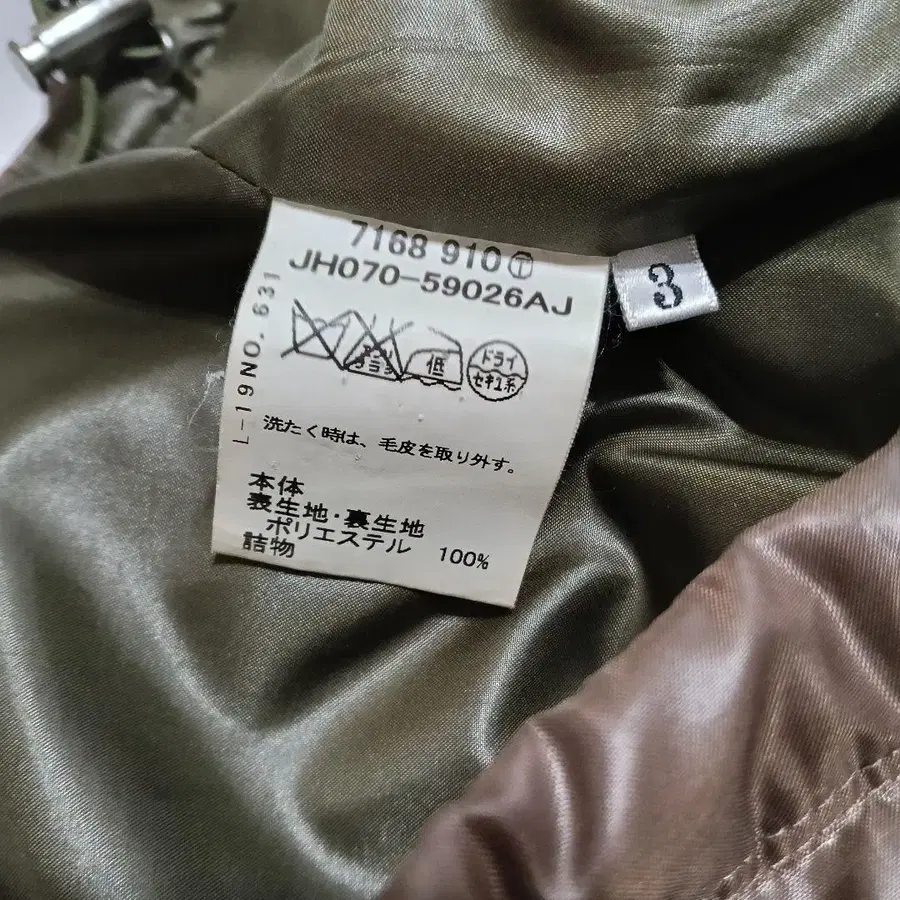 7168 910 Ⓣ
JH070-59026AJ
3
L-19NO.631
低
ドライ
セキユ系
洗たく時は、毛皮を取り外す。
本体
表生地・裏生地
ポリエステル 100%
詰物